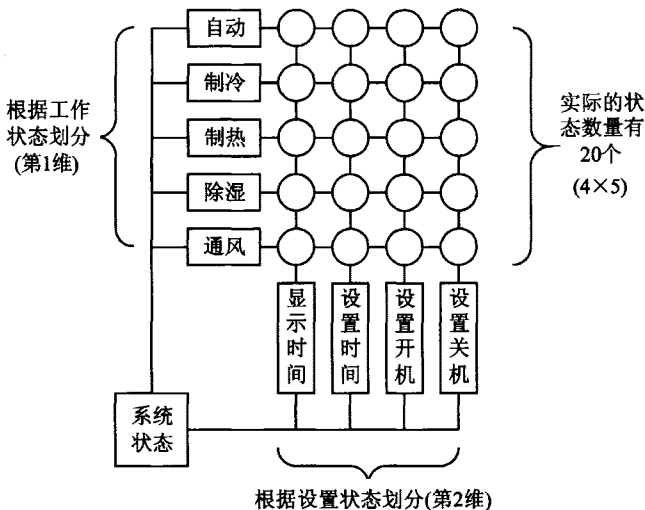 自动
制冷
制热
除湿
通风
根据工作
状态划分
(第1维)
实际的状
态数量有
20个
(4×5)
显示时间
设置时间
设置开机
设置关机
系统
状态
根据设置状态划分(第2维)